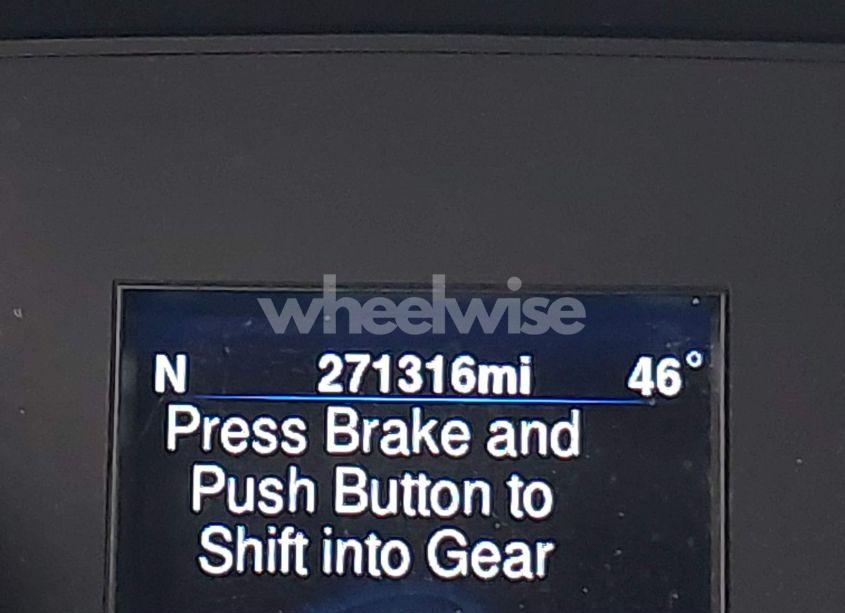 wheelwise
N 271316mi 46°
Press Brake and
Push Button to
Shift into Gear